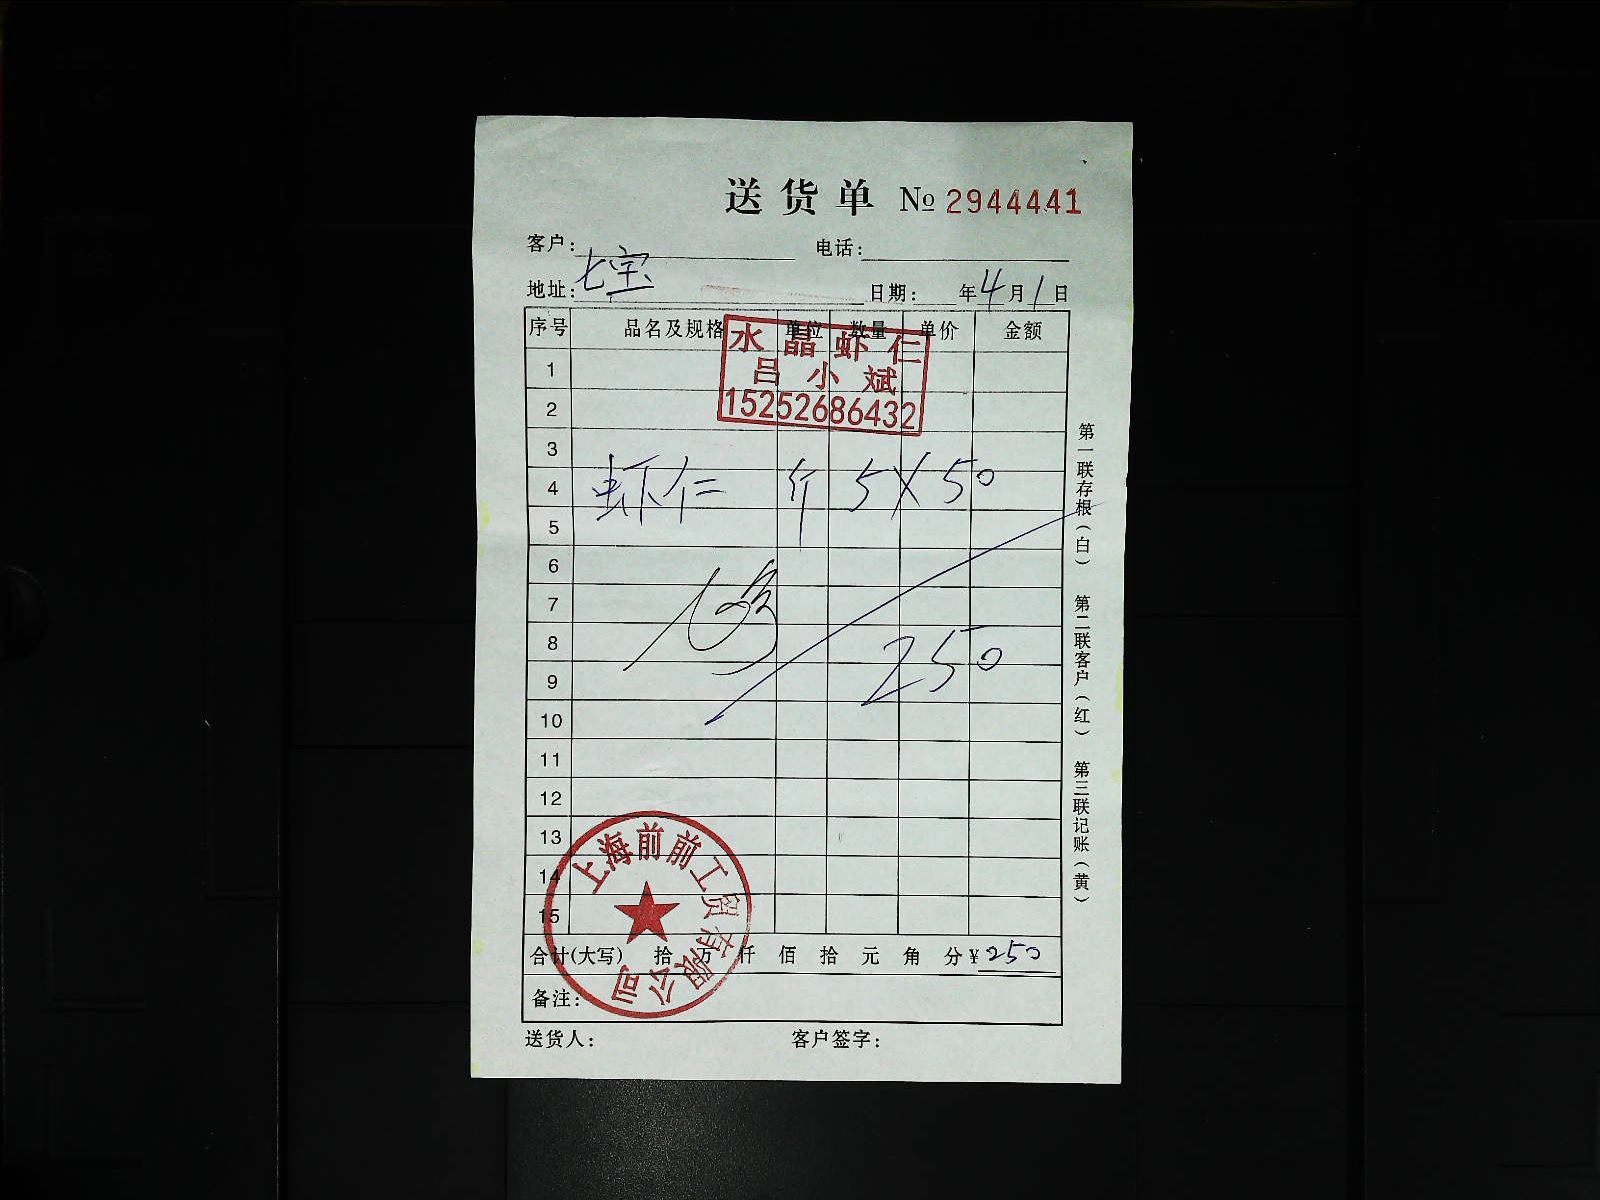 送货单 № 2944441
客户: 电话:
七宝
地址: 日期: 年4月1日
序号 品名及规格 单位 数量 单价 金额
水晶虾仁
吕小斌
15252686432
1
2
3
4 虾仁 斤 5×50
5
6
7
8 250
9
10
11
12
13
14
15
合计(大写) 拾 万 仟 佰 拾 元 角 分 ¥250
备注:
上海前前工贸有限公司
送货人: 客户签字:
第一联存根(白) 第二联客户(红) 第三联记账(黄)